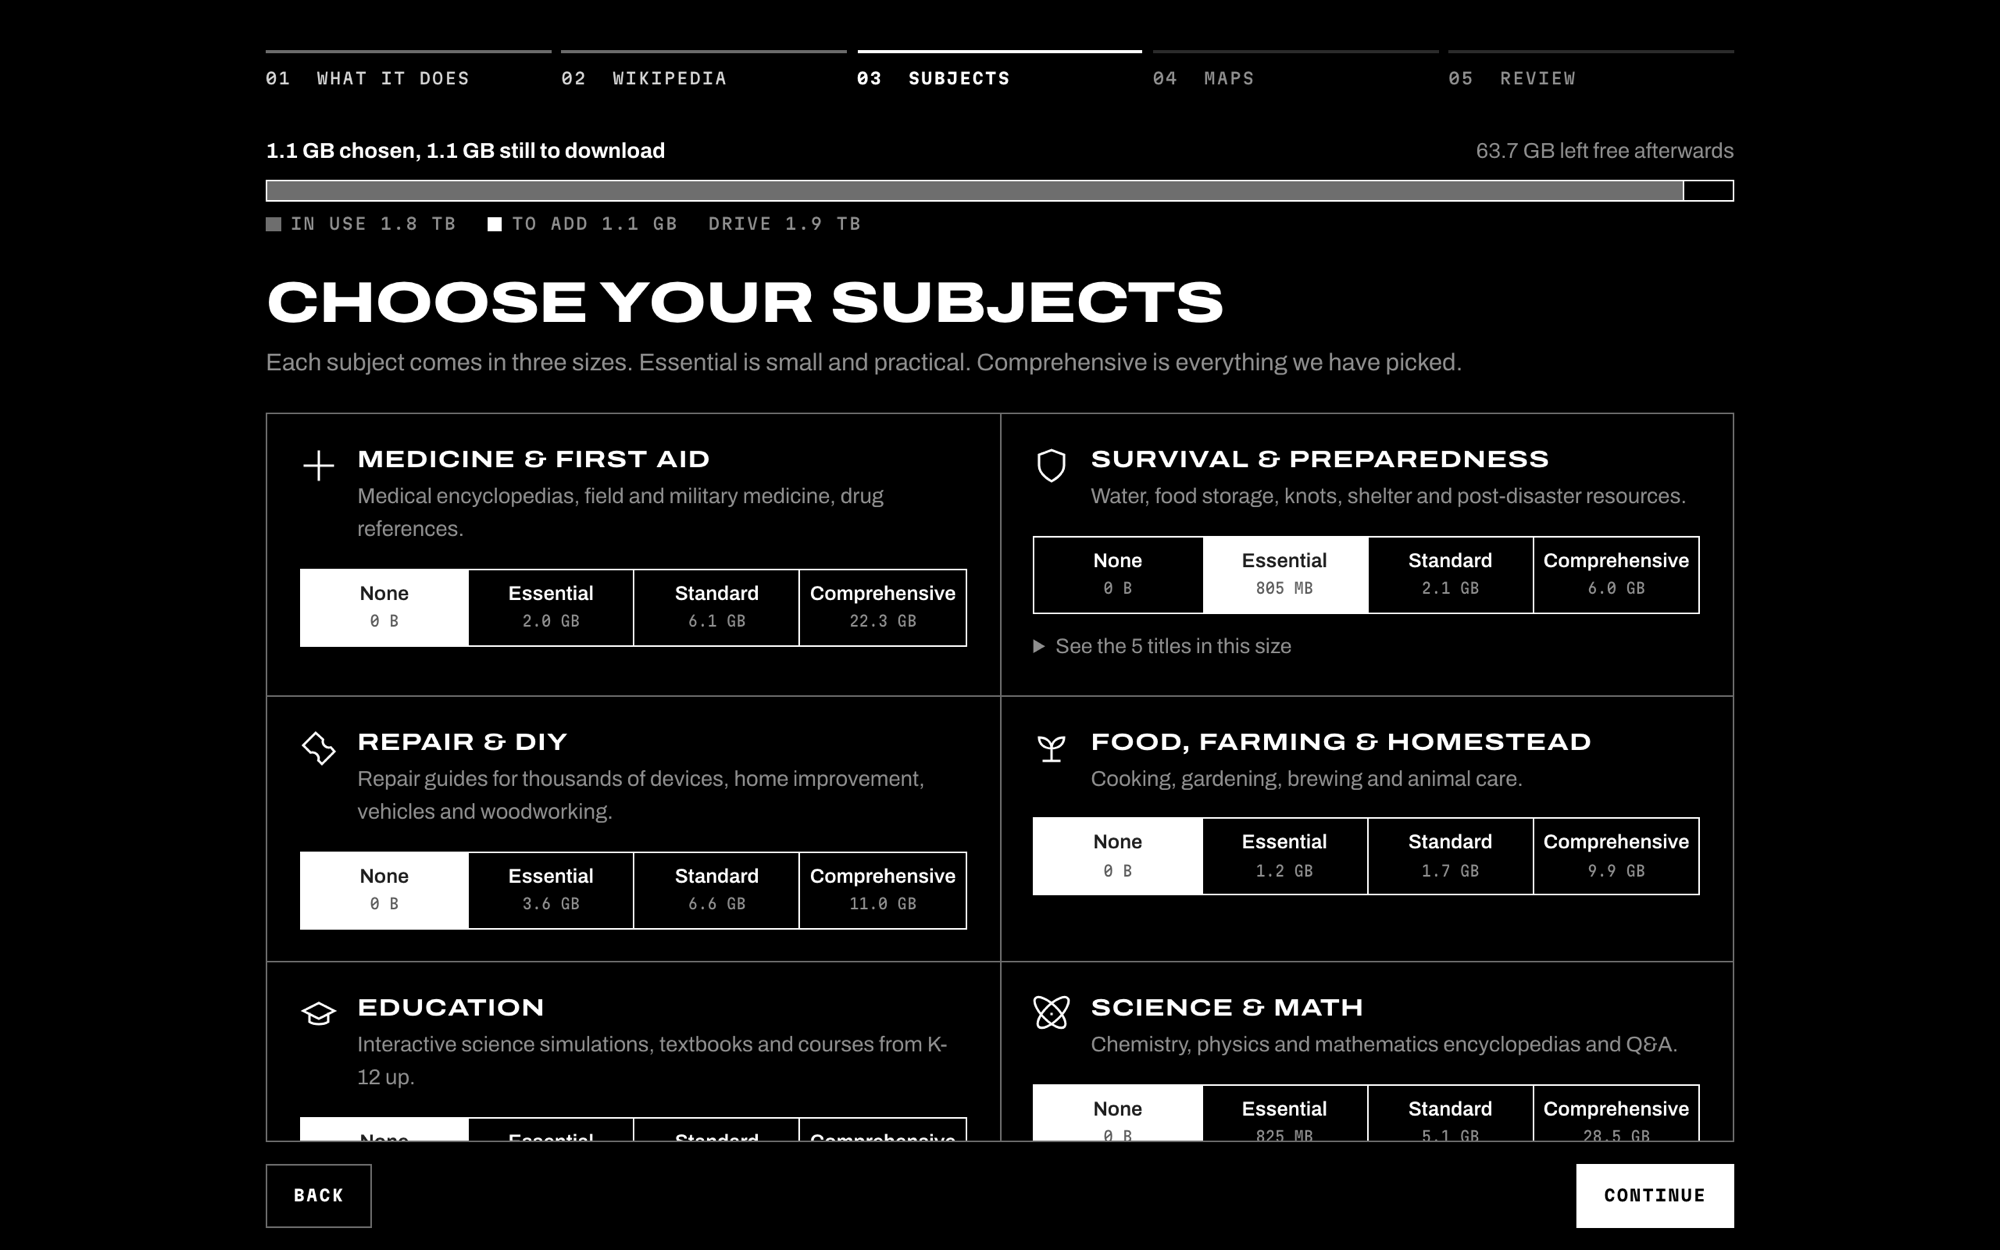 01 WHAT IT DOES
02 WIKIPEDIA
03 SUBJECTS
04 MAPS
05 REVIEW
1.1 GB chosen, 1.1 GB still to download
63.7 GB left free afterwards
IN USE 1.8 TB
TO ADD 1.1 GB
DRIVE 1.9 TB
CHOOSE YOUR SUBJECTS
Each subject comes in three sizes. Essential is small and practical. Comprehensive is everything we have picked.
MEDICINE & FIRST AID
Medical encyclopedias, field and military medicine, drug
references.
None Essential Standard Comprehensive
0 B 2.0 GB 6.1 GB 22.3 GB
SURVIVAL & PREPAREDNESS
Water, food storage, knots, shelter and post-disaster resources.
None Essential Standard Comprehensive
0 B 805 MB 2.1 GB 6.0 GB
See the 5 titles in this size
REPAIR & DIY
Repair guides for thousands of devices, home improvement,
vehicles and woodworking.
None Essential Standard Comprehensive
0 B 3.6 GB 6.6 GB 11.0 GB
FOOD, FARMING & HOMESTEAD
Cooking, gardening, brewing and animal care.
None Essential Standard Comprehensive
0 B 1.2 GB 1.7 GB 9.9 GB
EDUCATION
Interactive science simulations, textbooks and courses from K-
12 up.
None Essential Standard Comprehensive
SCIENCE & MATH
Chemistry, physics and mathematics encyclopedias and Q&A.
None Essential Standard Comprehensive
0 B 825 MB 5.1 GB 28.5 GB
BACK
CONTINUE